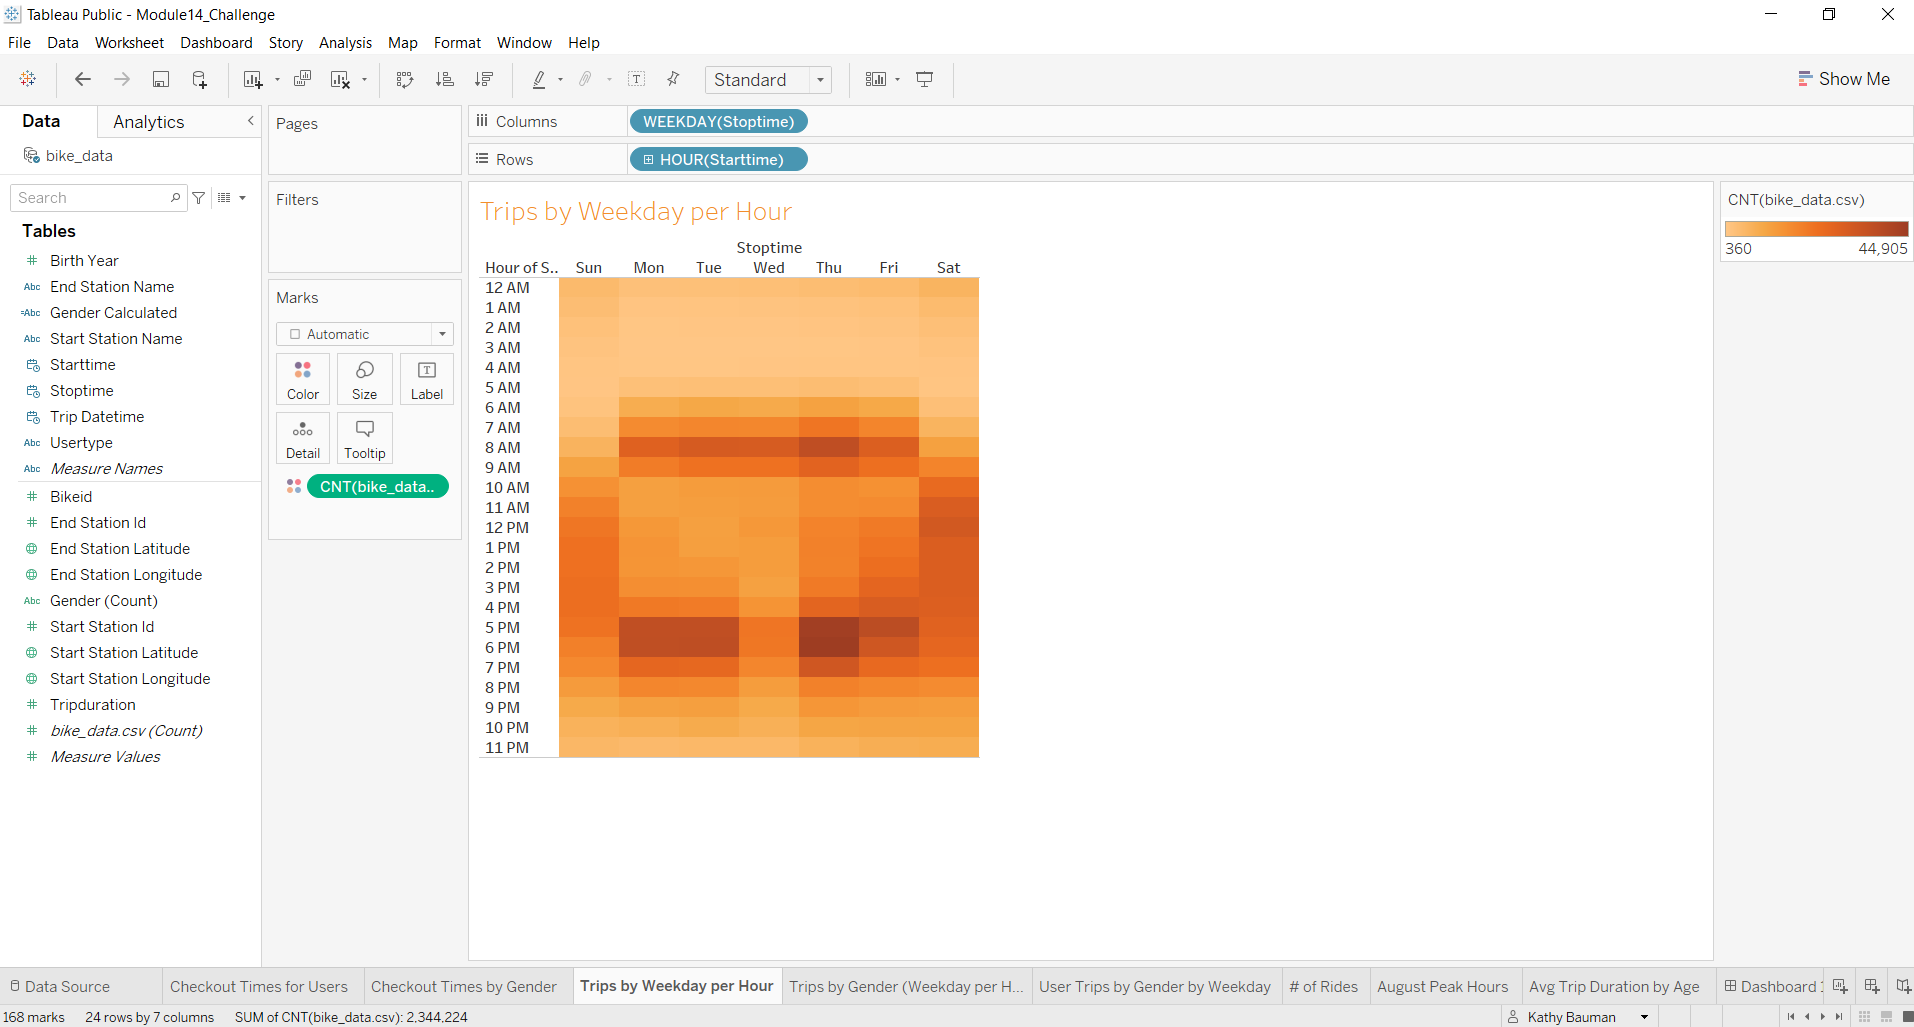 Tableau Public - Module14_Challenge
File Data Worksheet Dashboard Story Analysis Map Format Window Help
Standard
Show Me
Data Analytics
bike_data
Search
Tables
# Birth Year
Abc End Station Name
=Abc Gender Calculated
Abc Start Station Name
Starttime
Stoptime
Trip Datetime
Abc Usertype
Abc Measure Names
# Bikeid
# End Station Id
End Station Latitude
End Station Longitude
Abc Gender (Count)
# Start Station Id
Start Station Latitude
Start Station Longitude
# Tripduration
# bike_data.csv (Count)
# Measure Values
Pages
Filters
Marks
Automatic
Color Size Label
Detail Tooltip
CNT(bike_data..
Columns WEEKDAY(Stoptime)
Rows HOUR(Starttime)
Trips by Weekday per Hour
Stoptime
Hour of S.. Sun Mon Tue Wed Thu Fri Sat
12 AM
1 AM
2 AM
3 AM
4 AM
5 AM
6 AM
7 AM
8 AM
9 AM
10 AM
11 AM
12 PM
1 PM
2 PM
3 PM
4 PM
5 PM
6 PM
7 PM
8 PM
9 PM
10 PM
11 PM
CNT(bike_data.csv)
360 44,905
Data Source Checkout Times for Users Checkout Times by Gender Trips by Weekday per Hour Trips by Gender (Weekday per H... User Trips by Gender by Weekday # of Rides August Peak Hours Avg Trip Duration by Age Dashboard
168 marks 24 rows by 7 columns SUM of CNT(bike_data.csv): 2,344,224
Kathy Bauman